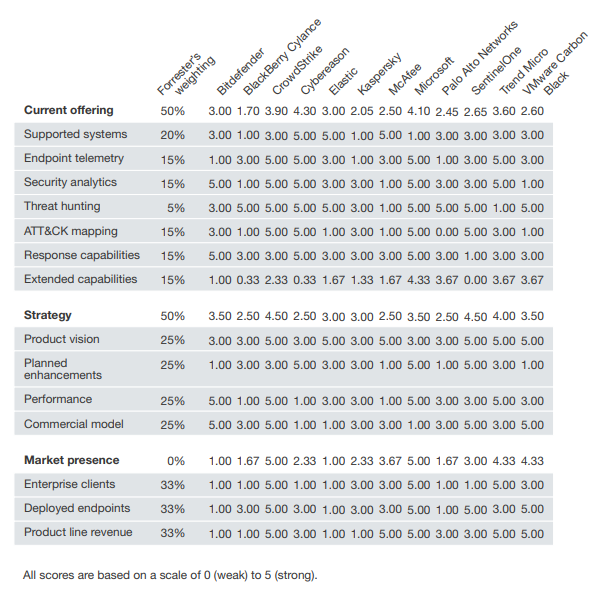 Forrester's
weighting
Bitdefender
BlackBerry Cylance
CrowdStrike
Cybereason
Elastic
Kaspersky
McAfee
Microsoft
Palo Alto Networks
SentinelOne
Trend Micro
VMware Carbon
Black
Current offering 50% 3.00 1.70 3.90 4.30 3.00 2.05 2.50 4.10 2.45 2.65 3.60 2.60
Supported systems 20% 3.00 1.00 3.00 5.00 5.00 1.00 5.00 1.00 3.00 3.00 3.00 3.00
Endpoint telemetry 15% 1.00 3.00 5.00 5.00 3.00 3.00 1.00 5.00 1.00 3.00 5.00 3.00
Security analytics 15% 5.00 1.00 5.00 5.00 3.00 3.00 1.00 5.00 3.00 3.00 5.00 1.00
Threat hunting 5% 3.00 5.00 5.00 5.00 3.00 1.00 3.00 5.00 5.00 5.00 1.00 5.00
ATT&CK mapping 15% 3.00 1.00 5.00 5.00 1.00 3.00 1.00 5.00 0.00 5.00 3.00 1.00
Response capabilities 15% 5.00 3.00 3.00 5.00 3.00 1.00 3.00 5.00 3.00 1.00 3.00 3.00
Extended capabilities 15% 1.00 0.33 2.33 0.33 1.67 1.33 1.67 4.33 3.67 0.00 3.67 3.67
Strategy 50% 3.50 2.50 4.50 2.50 3.00 3.00 2.50 3.50 2.50 4.50 4.00 3.50
Product vision 25% 3.00 3.00 5.00 3.00 3.00 3.00 3.00 5.00 3.00 5.00 5.00 5.00
Planned
enhancements
25% 1.00 3.00 3.00 5.00 3.00 3.00 1.00 5.00 1.00 5.00 3.00 1.00
Performance 25% 5.00 1.00 5.00 1.00 3.00 3.00 1.00 5.00 3.00 5.00 5.00 3.00
Commercial model 25% 5.00 3.00 5.00 1.00 3.00 3.00 1.00 3.00 3.00 5.00 3.00 5.00
Market presence 0% 1.00 1.67 5.00 2.33 1.00 2.33 3.67 5.00 1.67 3.00 4.33 4.33
Enterprise clients 33% 1.00 1.00 5.00 1.00 1.00 3.00 3.00 5.00 1.00 1.00 5.00 3.00
Deployed endpoints 33% 1.00 3.00 5.00 3.00 1.00 3.00 3.00 5.00 1.00 5.00 3.00 5.00
Product line revenue 33% 1.00 1.00 5.00 3.00 1.00 1.00 5.00 5.00 3.00 3.00 5.00 5.00
All scores are based on a scale of 0 (weak) to 5 (strong).